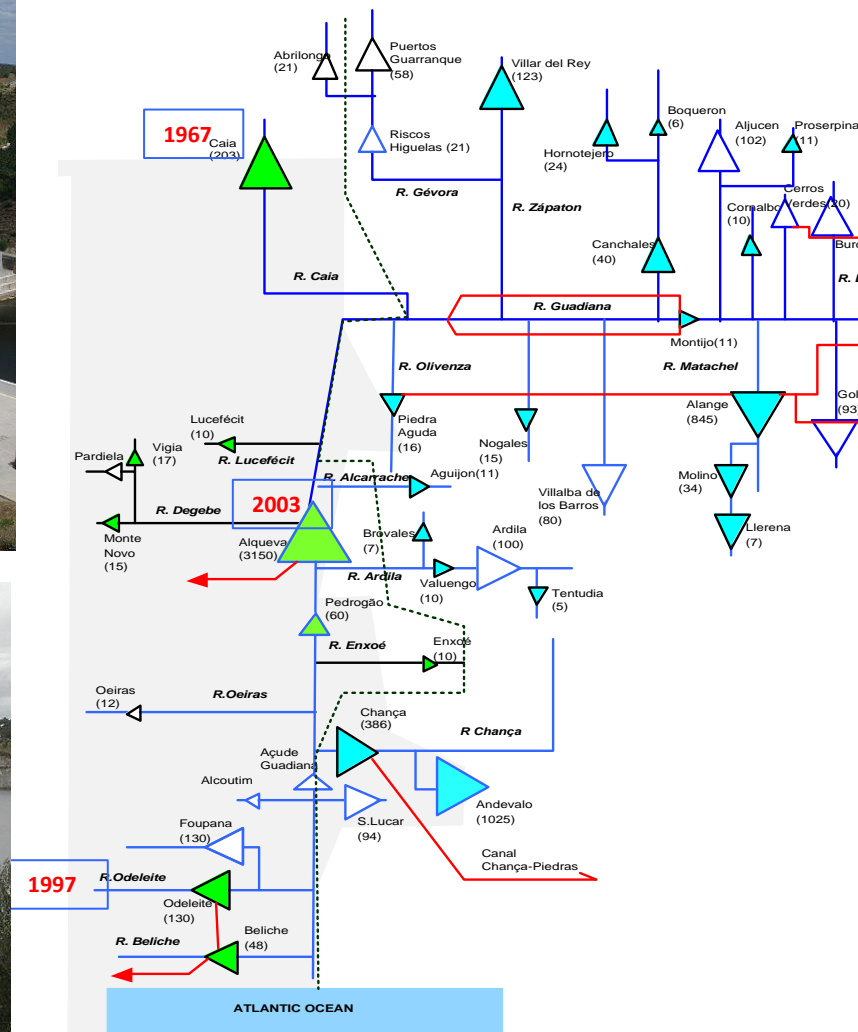 Abrilongo
(21)
Puertos
Guarranque
(58)
Villar del Rey
(123)
Boqueron
(6)
Aljucen
(102)
Proserpina
(11)
1967
Caia
(203)
Riscos
Higuelas (21)
Hornotejero
(24)
R. Gévora
R. Zápaton
Cornalbo
(10)
Cerros
Verdes(20)
Canchales
(40)
R. Caia
R. Guadiana
Montijo(11)
R. Olivenza
R. Matachel
Lucefécit
(10)
Piedra
Aguda
(16)
Nogales
(15)
Alange
(845)
Pardiela
Vigia
(17)
R. Lucefécit
R. Alcarrache
Aguijon(11)
Villalba de
los Barros
(80)
Molino
(34)
2003
R. Degebe
Monte
Novo
(15)
Alqueva
(3150)
Brovales
(7)
Ardila
(100)
Llerena
(7)
R. Ardila
Valuengo
(10)
Tentudia
(5)
Pedrogão
(60)
R. Enxoé
Enxoé
(10)
Oeiras
(12)
R.Oeiras
Chança
(386)
R Chança
Açude
Guadiana
Alcoutim
S.Lucar
(94)
Andevalo
(1025)
Foupana
(130)
Canal
Chança-Piedras
1997
R.Odeleite
Odeleite
(130)
R. Beliche
Beliche
(48)
ATLANTIC OCEAN